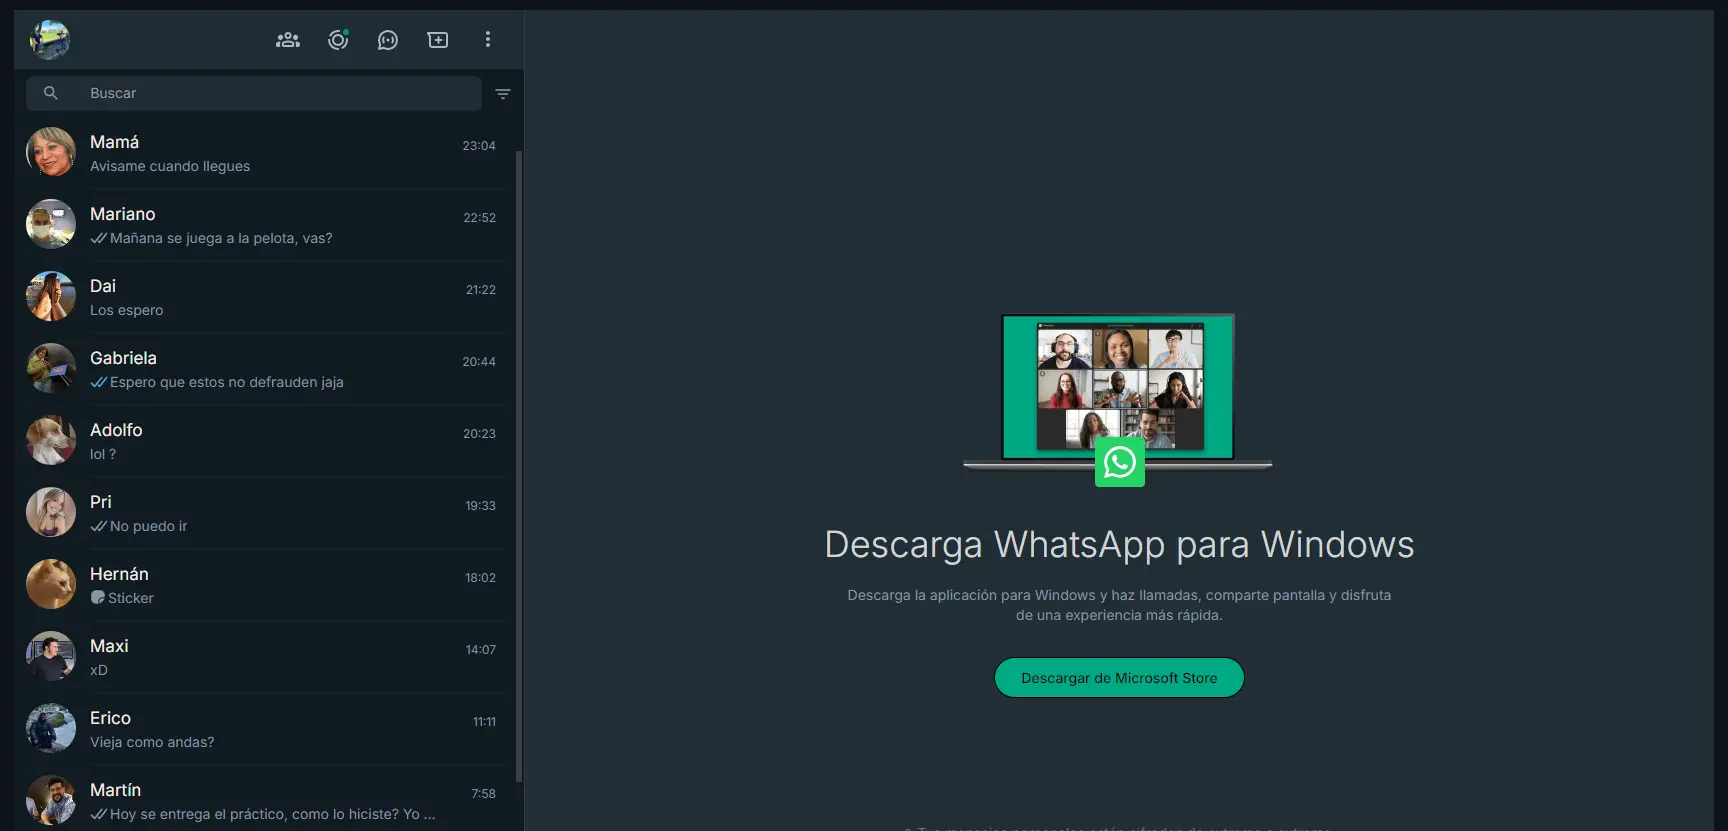 Buscar
Mamá
23:04
Avisame cuando llegues
Mariano
22:52
Mañana se juega a la pelota, vas?
Dai
21:22
Los espero
Gabriela
20:44
Espero que estos no defrauden jaja
Adolfo
20:23
lol ?
Pri
19:33
No puedo ir
Hernán
18:02
Sticker
Maxi
14:07
xD
Erico
11:11
Vieja como andas?
Martín
7:58
Hoy se entrega el práctico, como lo hiciste? Yo ...
Descarga WhatsApp para Windows
Descarga la aplicación para Windows y haz llamadas, comparte pantalla y disfruta
de una experiencia más rápida.
Descargar de Microsoft Store